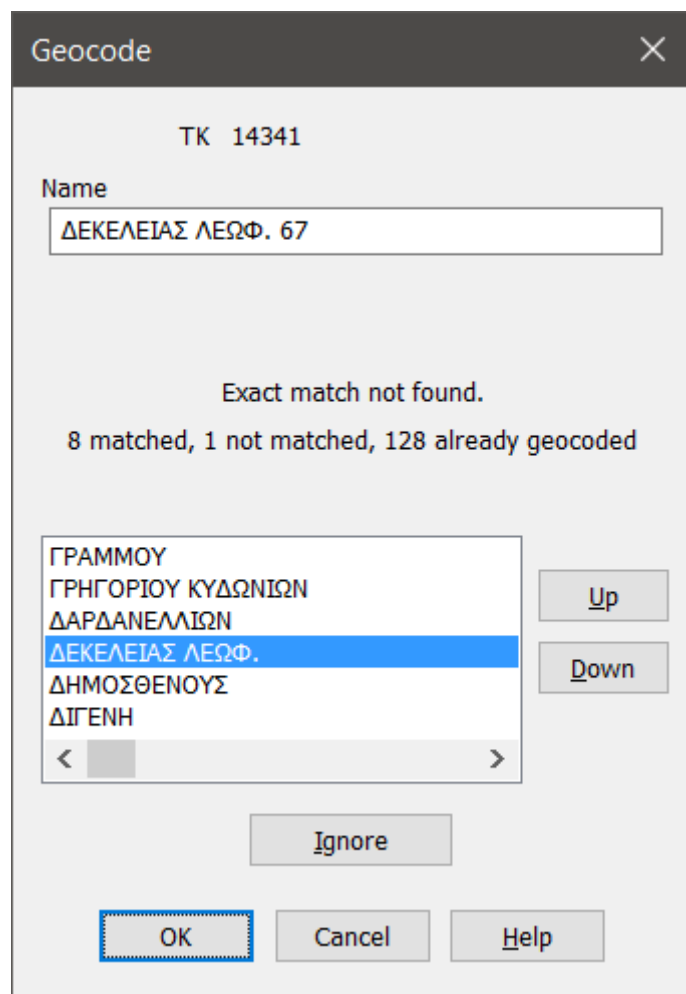 Geocode
ΤΚ 14341
Name
ΔΕΚΕΛΕΙΑΣ ΛΕΩΦ. 67
Exact match not found.
8 matched, 1 not matched, 128 already geocoded
ΓΡΑΜΜΟΥ
ΓΡΗΓΟΡΙΟΥ ΚΥΔΩΝΙΩΝ
ΔΑΡΔΑΝΕΛΛΙΩΝ
ΔΕΚΕΛΕΙΑΣ ΛΕΩΦ.
ΔΗΜΟΣΘΕΝΟΥΣ
ΔΙΓΕΝΗ
Up
Down
Ignore
OK Cancel Help